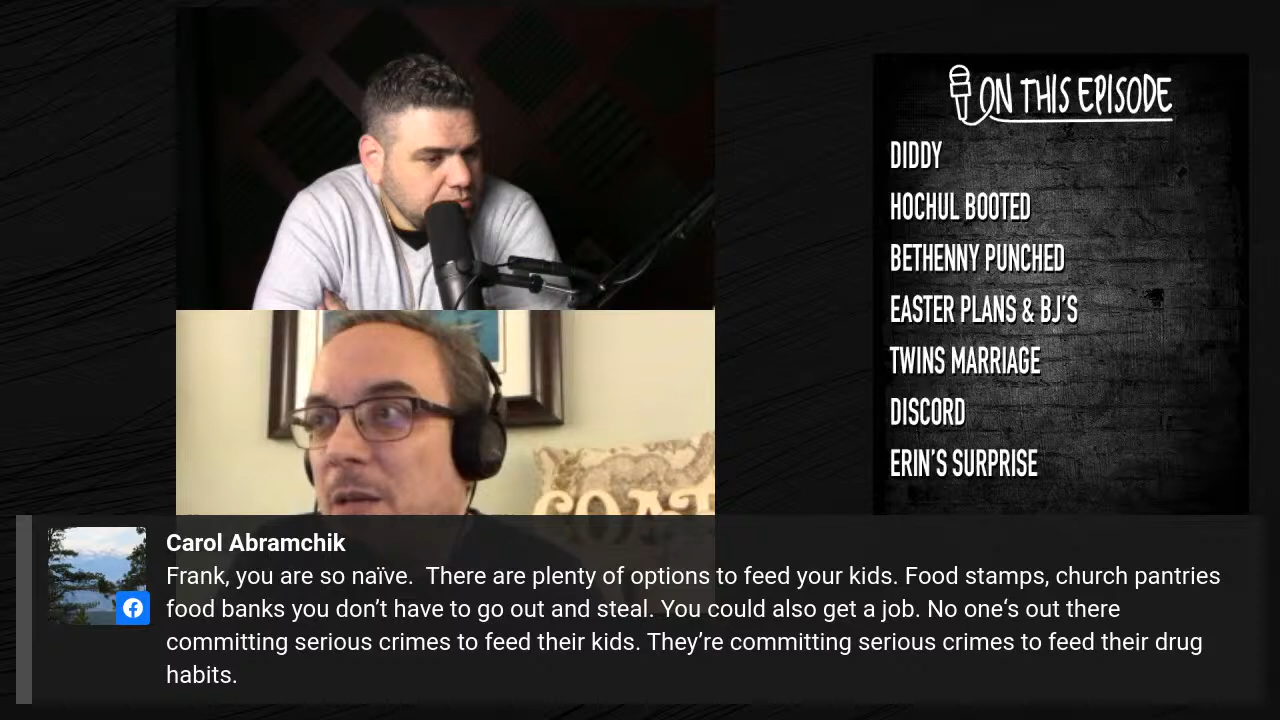 ON THIS EPISODE
DIDDY
HOCHUL BOOTED
BETHENNY PUNCHED
EASTER PLANS & BJ'S
TWINS MARRIAGE
DISCORD
ERIN'S SURPRISE
COAT
Carol Abramchik
Frank, you are so naïve.  There are plenty of options to feed your kids. Food stamps, church pantries
food banks you don’t have to go out and steal. You could also get a job. No one‘s out there
committing serious crimes to feed their kids. They’re committing serious crimes to feed their drug
habits.